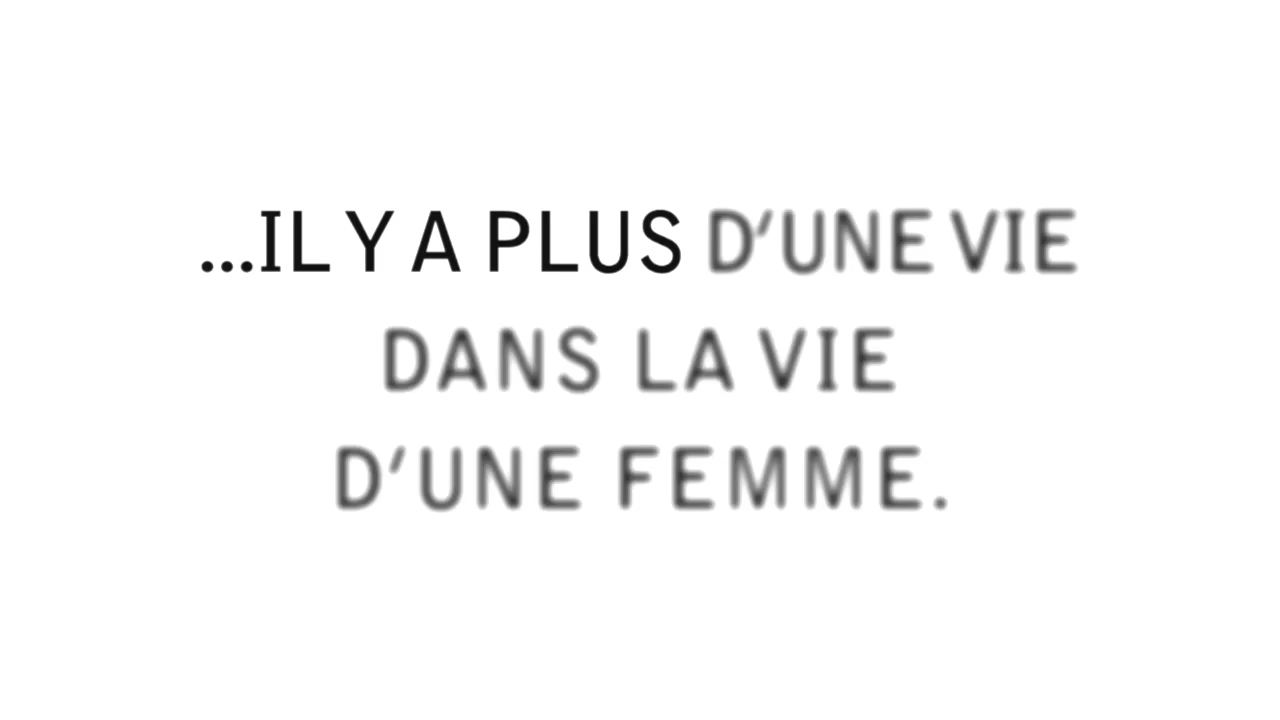 ...IL Y A PLUS D'UNE VIE
DANS LA VIE
D'UNE FEMME.